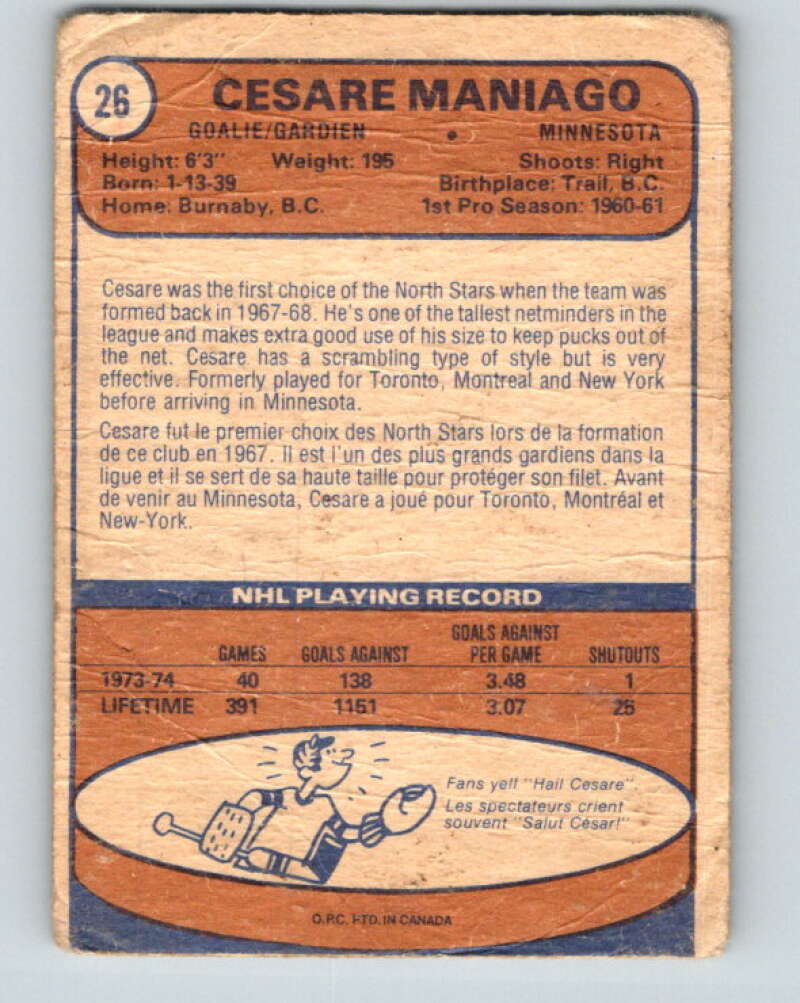 26
CESARE MANIAGO
GOALIE/GARDIEN • MINNESOTA
Height: 6'3" Weight: 195 Shoots: Right
Born: 1-13-39 Birthplace: Trail, B.C.
Home: Burnaby, B.C. 1st Pro Season: 1960-61
Cesare was the first choice of the North Stars when the team was
formed back in 1967-68. He's one of the tallest netminders in the
league and makes extra good use of his size to keep pucks out of
the net. Cesare has a scrambling type of style but is very
effective. Formerly played for Toronto, Montreal and New York
before arriving in Minnesota.
Cesare fut le premier choix des North Stars lors de la formation
de ce club en 1967. Il est l'un des plus grands gardiens dans la
ligue et il se sert de sa haute taille pour protéger son filet. Avant
de venir au Minnesota, Cesare a joué pour Toronto, Montréal et
New-York.
NHL PLAYING RECORD
GAMES GOALS AGAINST GOALS AGAINST PER GAME SHUTOUTS
1973-74 40 138 3.48 1
LIFETIME 391 1151 3.07 25
Fans yell "Hail Cesare".
Les spectateurs crient
souvent "Salut César!"
O.P.C. PTD. IN CANADA